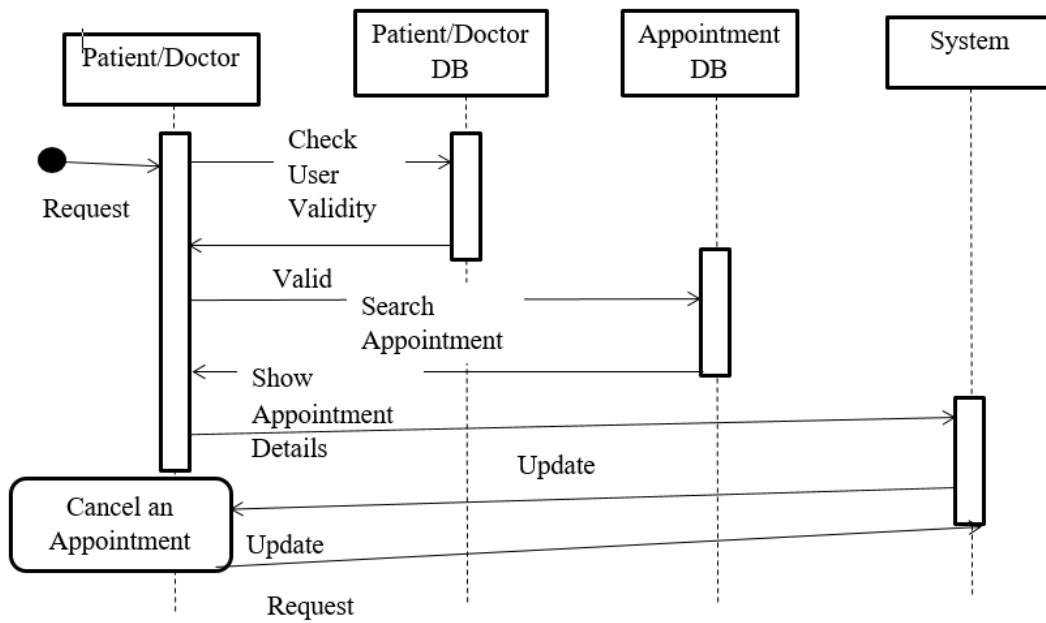 Patient/Doctor
Patient/Doctor
DB
Appointment
DB
System
Check
User
Validity
Request
Valid
Search
Appointment
Show
Appointment
Details
Update
Cancel an
Appointment
Update
Request